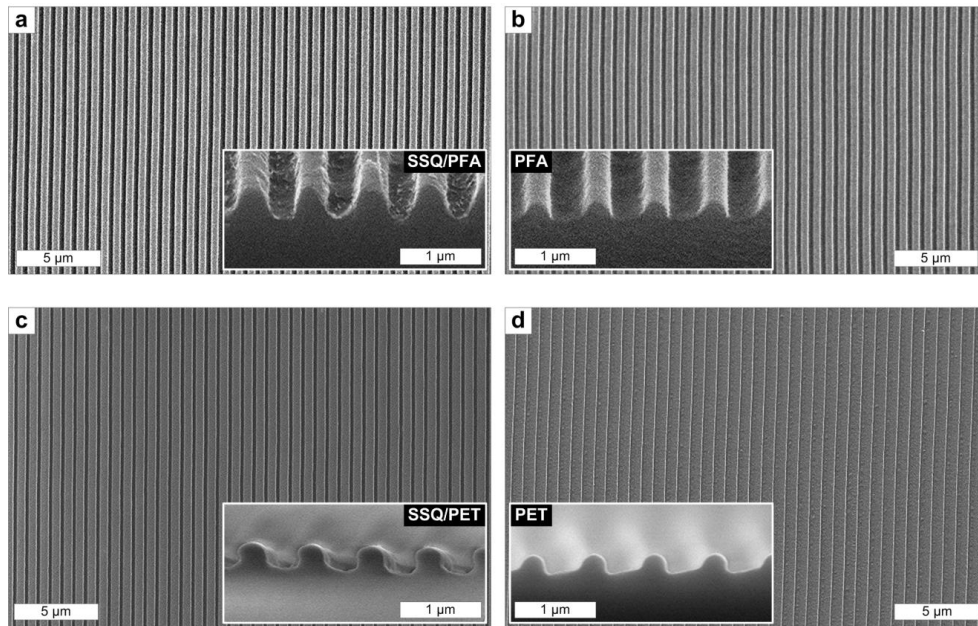 a
SSQ/PFA
5 µm
1 µm
b
PFA
1 µm
5 µm
c
SSQ/PET
5 µm
1 µm
d
PET
1 µm
5 µm